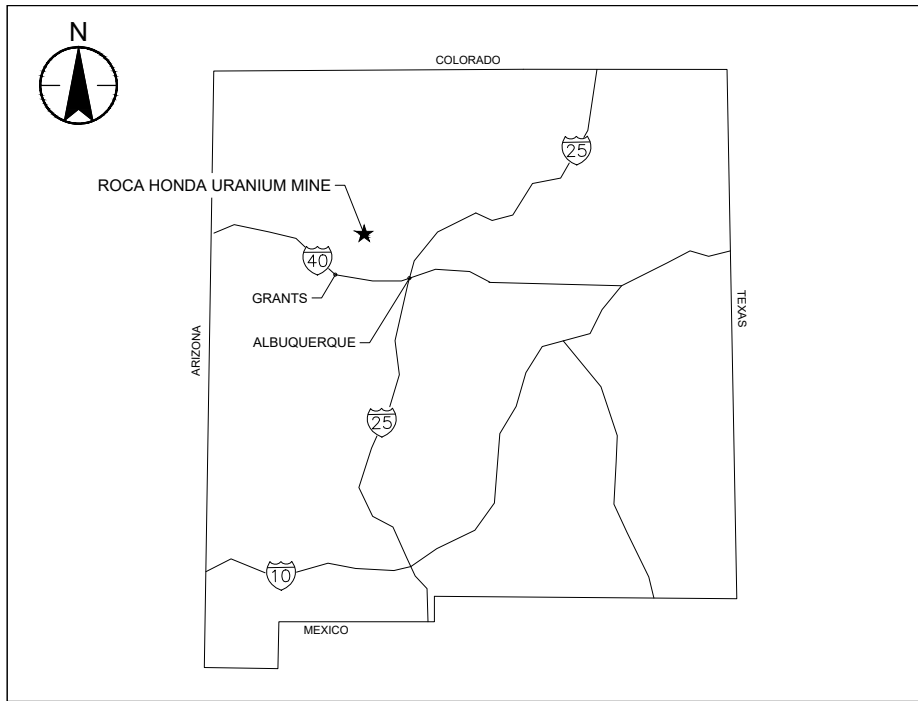 N
COLORADO
25
ROCA HONDA URANIUM MINE
40
GRANTS
TEXAS
ALBUQUERQUE
ARIZONA
25
10
MEXICO